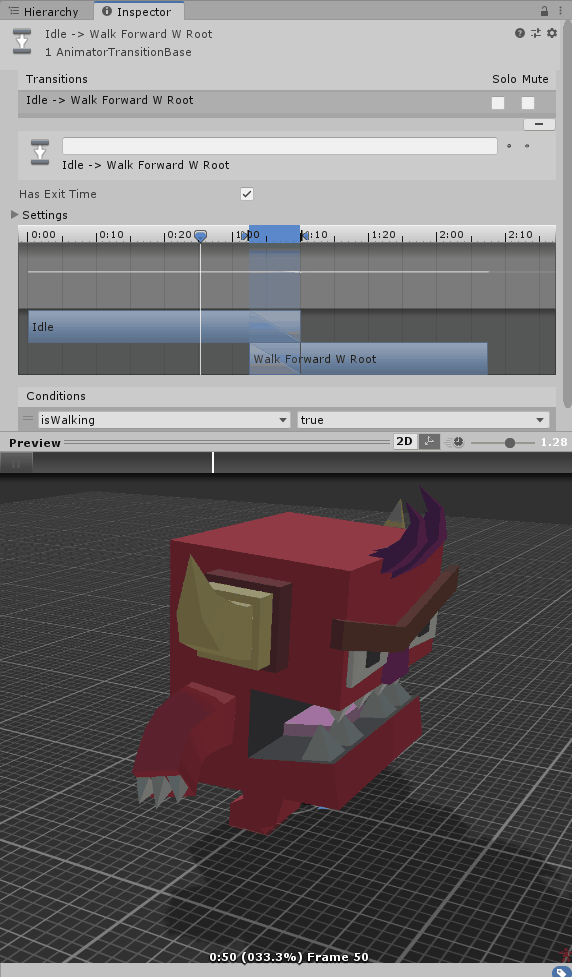 Hierarchy Inspector
Idle -> Walk Forward W Root
1 AnimatorTransitionBase
Transitions Solo Mute
Idle -> Walk Forward W Root
Idle -> Walk Forward W Root
Has Exit Time
Settings
0:00 0:10 0:20 1:00 1:10 1:20 2:00 2:10
Idle
Walk Forward W Root
Conditions
isWalking true
Preview 2D 1.28
0:50 (033.3%) Frame 50